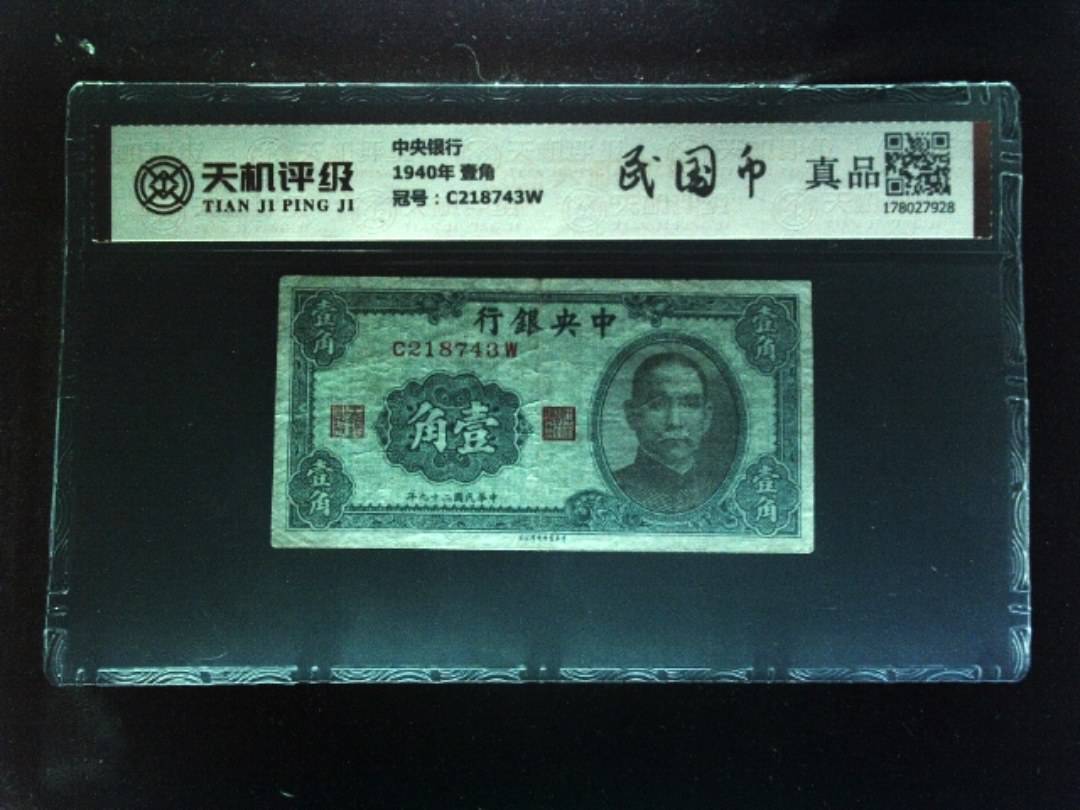 天机评级
TIAN JI PING JI
中央银行
1940年 壹角
冠号：C218743W
民国币
真品
178027928
壹角
行銀央中
壹角
C218743W
角壹
壹角
年九十二國民華中
壹角